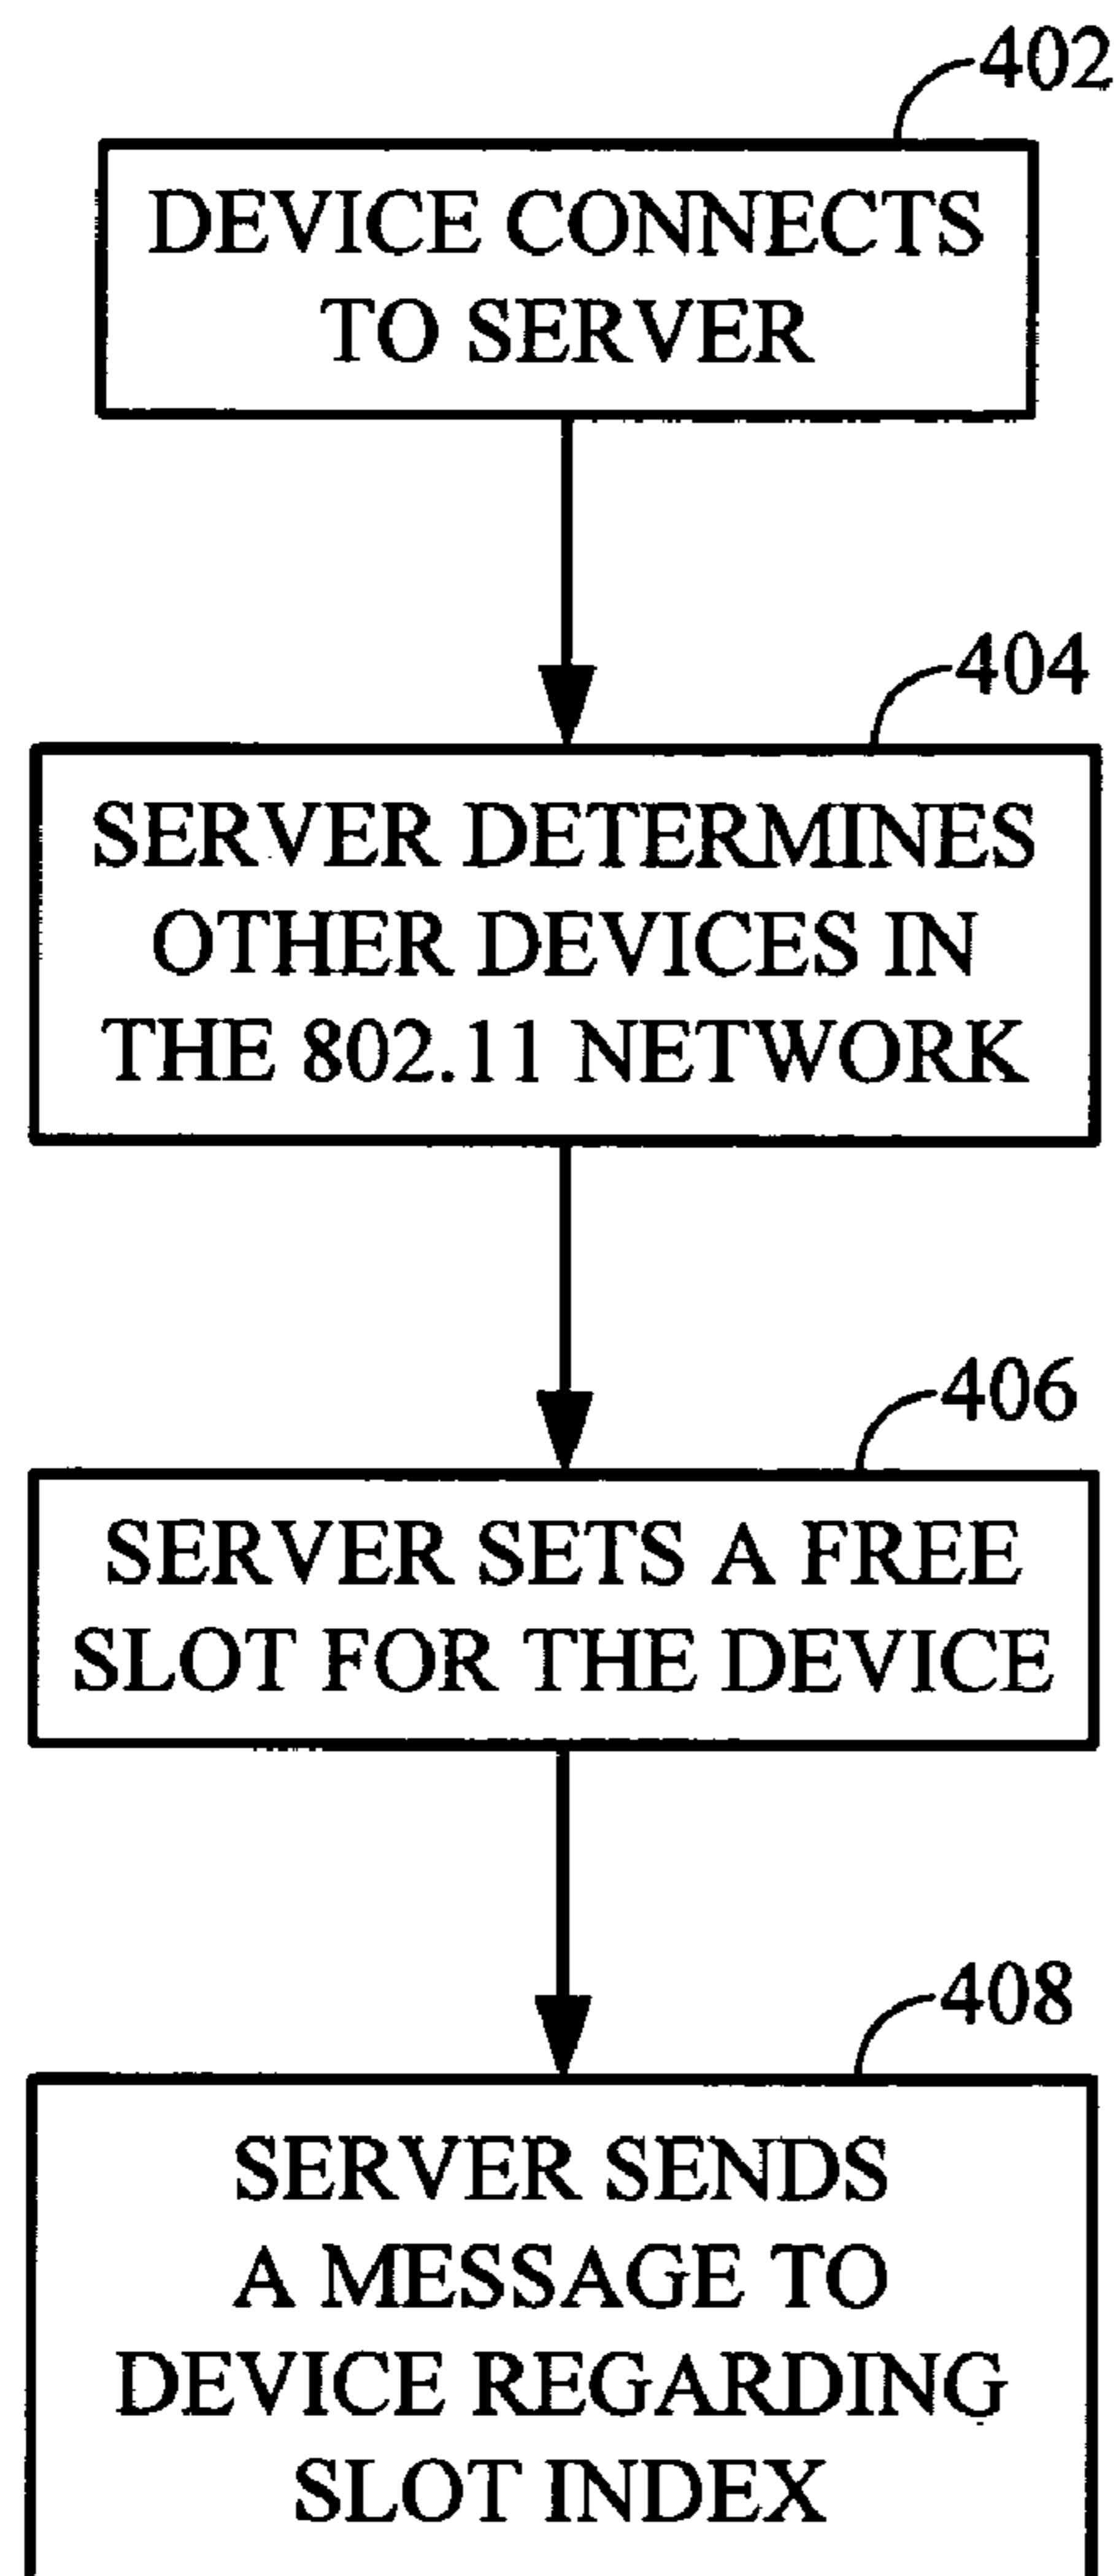 402
DEVICE CONNECTS
TO SERVER
404
SERVER DETERMINES
OTHER DEVICES IN
THE 802.11 NETWORK
406
SERVER SETS A FREE
SLOT FOR THE DEVICE
408
SERVER SENDS
A MESSAGE TO
DEVICE REGARDING
SLOT INDEX